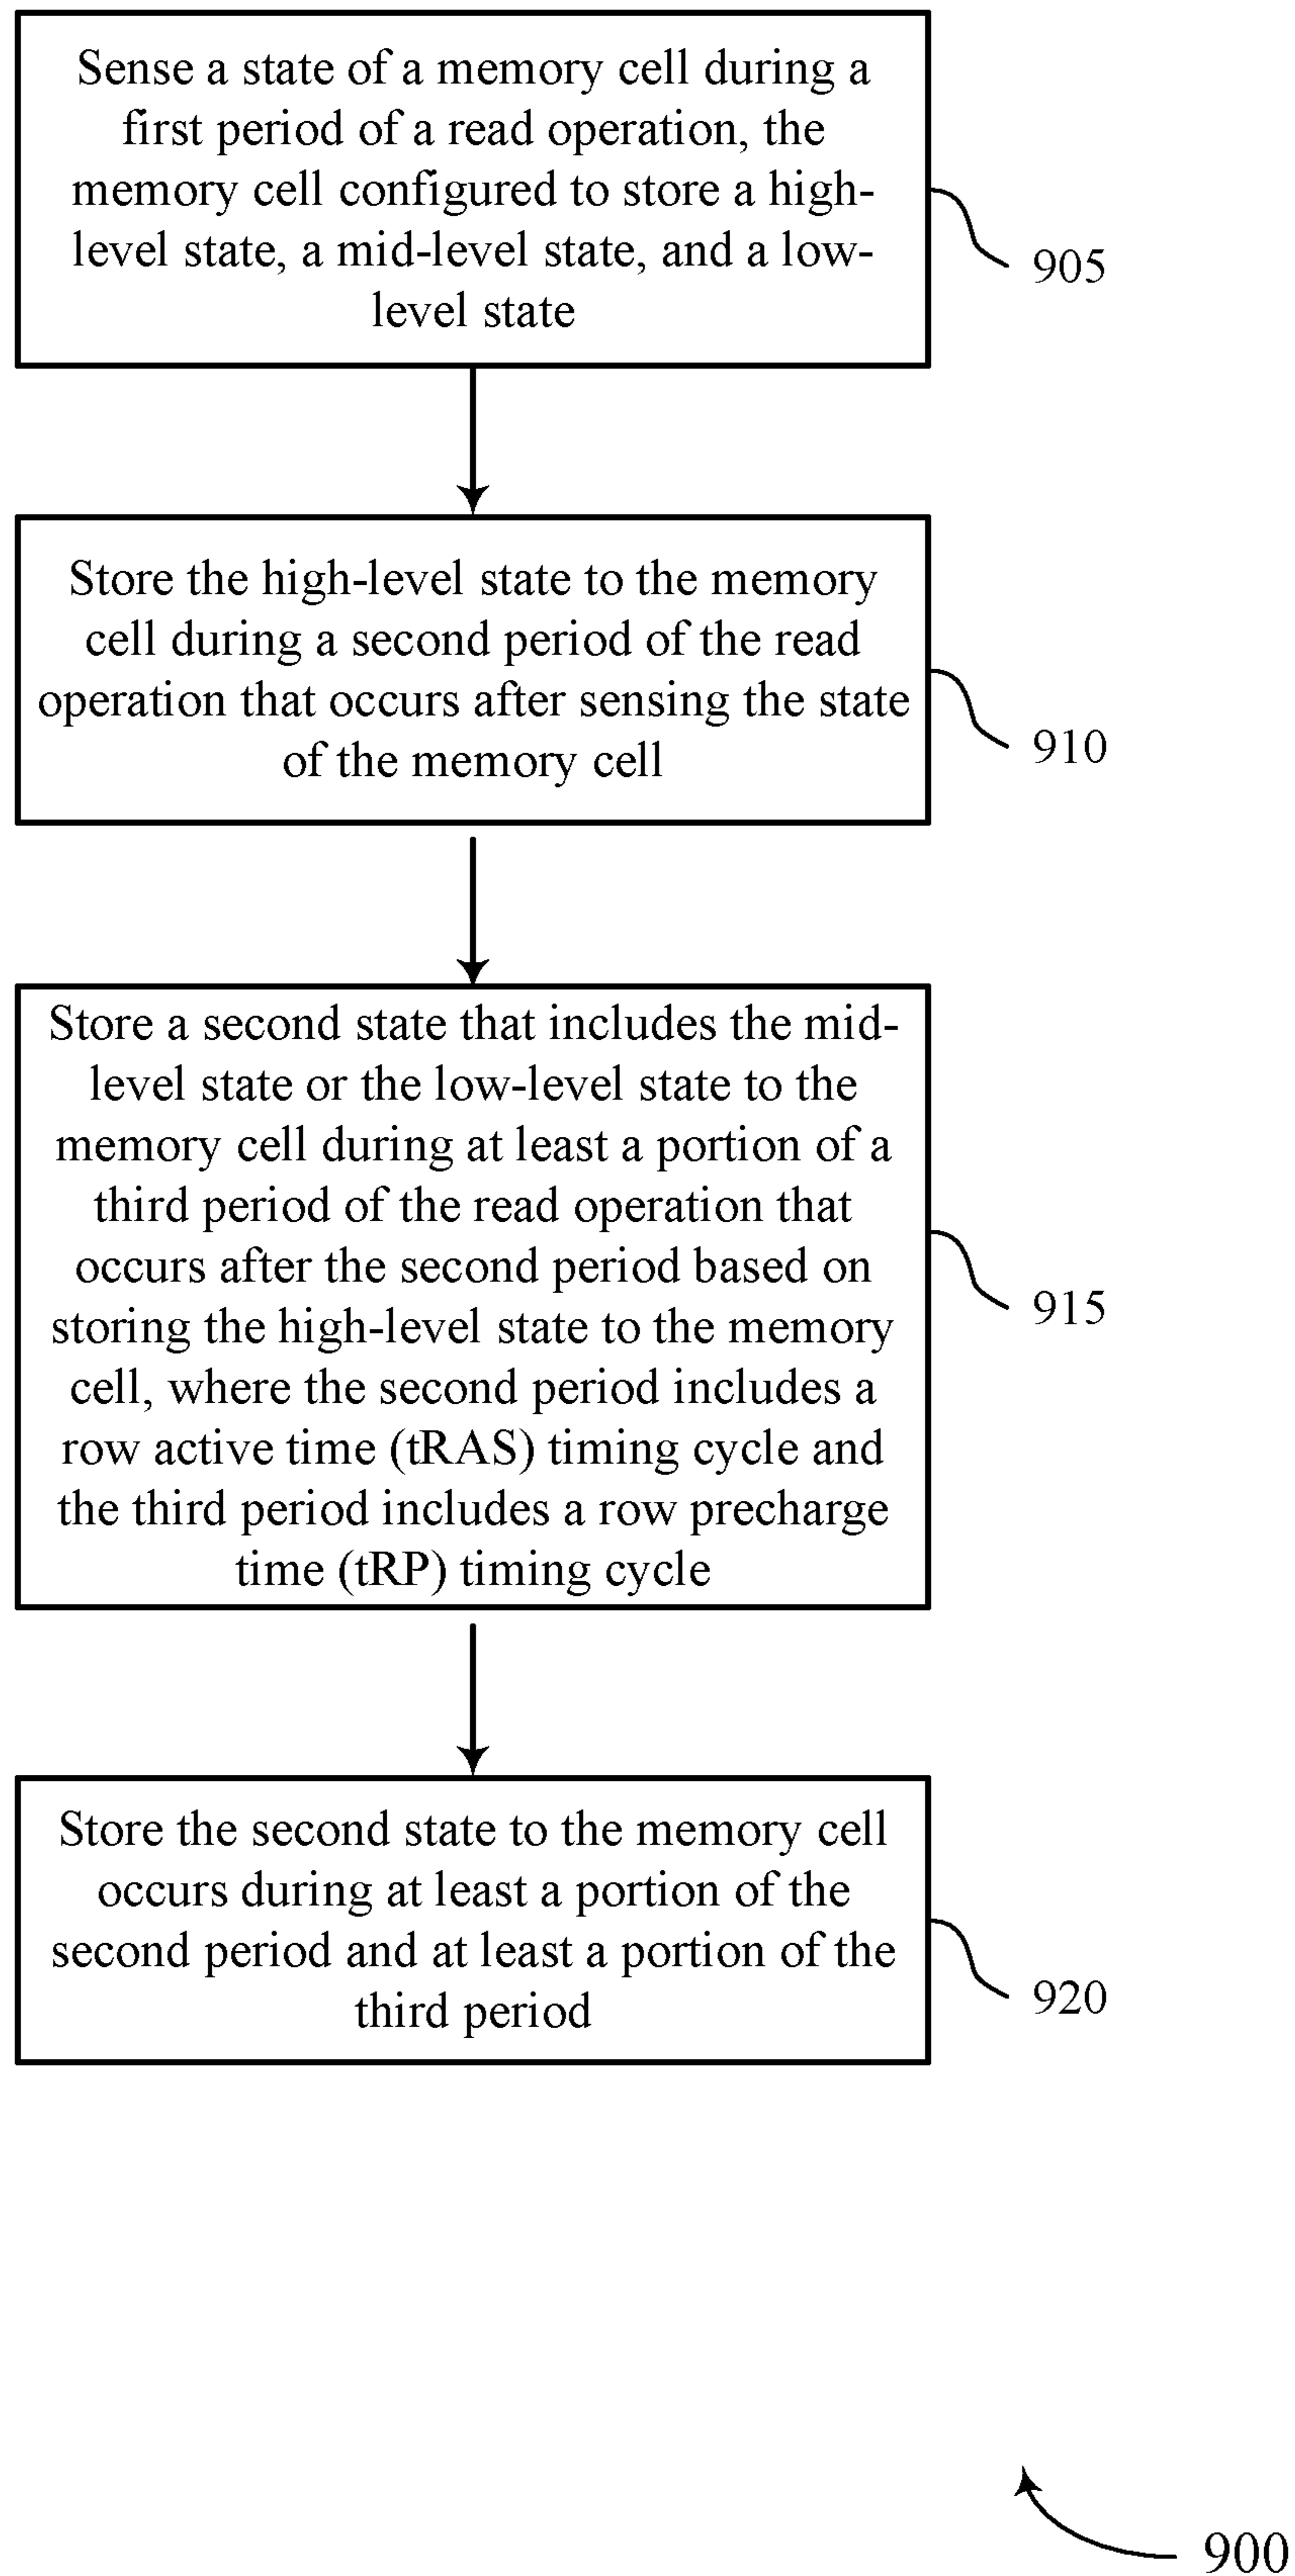 Sense a state of a memory cell during a
first period of a read operation, the
memory cell configured to store a high-
level state, a mid-level state, and a low-
level state
905
Store the high-level state to the memory
cell during a second period of the read
operation that occurs after sensing the state
of the memory cell
910
Store a second state that includes the mid-
level state or the low-level state to the
memory cell during at least a portion of a
third period of the read operation that
occurs after the second period based on
storing the high-level state to the memory
cell, where the second period includes a
row active time (tRAS) timing cycle and
the third period includes a row precharge
time (tRP) timing cycle
915
Store the second state to the memory cell
occurs during at least a portion of the
second period and at least a portion of the
third period
920
900